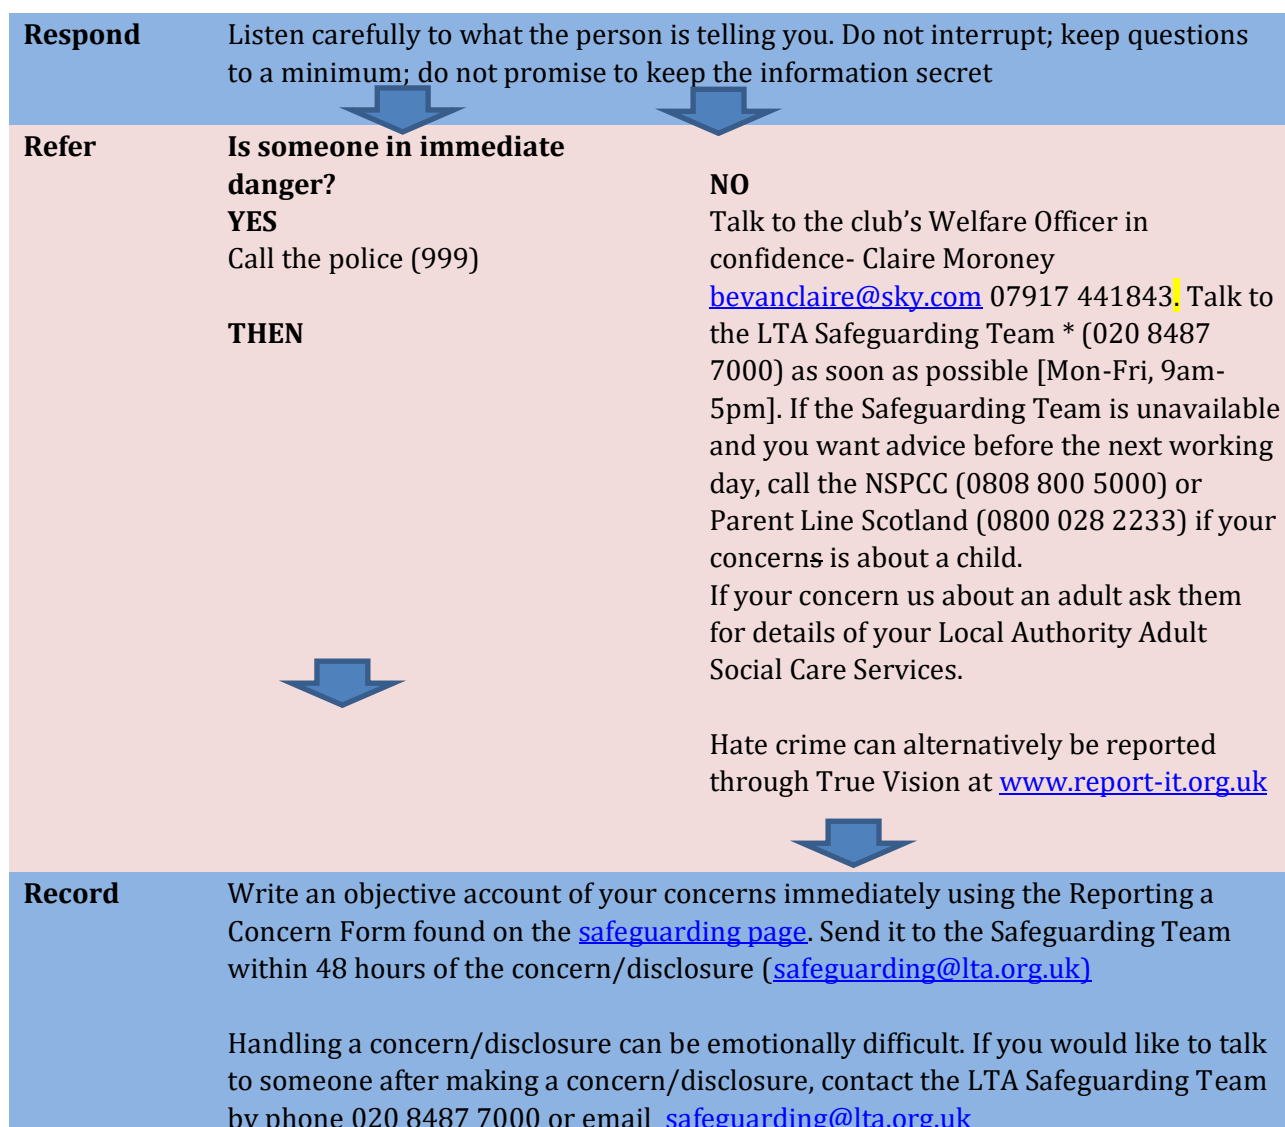 Respond
Listen carefully to what the person is telling you. Do not interrupt; keep questions
to a minimum; do not promise to keep the information secret
Refer
Is someone in immediate
danger?
YES
Call the police (999)
THEN
NO
Talk to the club’s Welfare Officer in
confidence- Claire Moroney
bevanclaire@sky.com 07917 441843. Talk to
the LTA Safeguarding Team * (020 8487
7000) as soon as possible [Mon-Fri, 9am-
5pm]. If the Safeguarding Team is unavailable
and you want advice before the next working
day, call the NSPCC (0808 800 5000) or
Parent Line Scotland (0800 028 2233) if your
concerns is about a child.
If your concern us about an adult ask them
for details of your Local Authority Adult
Social Care Services.
Hate crime can alternatively be reported
through True Vision at www.report-it.org.uk
Record
Write an objective account of your concerns immediately using the Reporting a
Concern Form found on the safeguarding page. Send it to the Safeguarding Team
within 48 hours of the concern/disclosure (safeguarding@lta.org.uk)
Handling a concern/disclosure can be emotionally difficult. If you would like to talk
to someone after making a concern/disclosure, contact the LTA Safeguarding Team
by phone 020 8487 7000 or email safeguarding@lta.org.uk